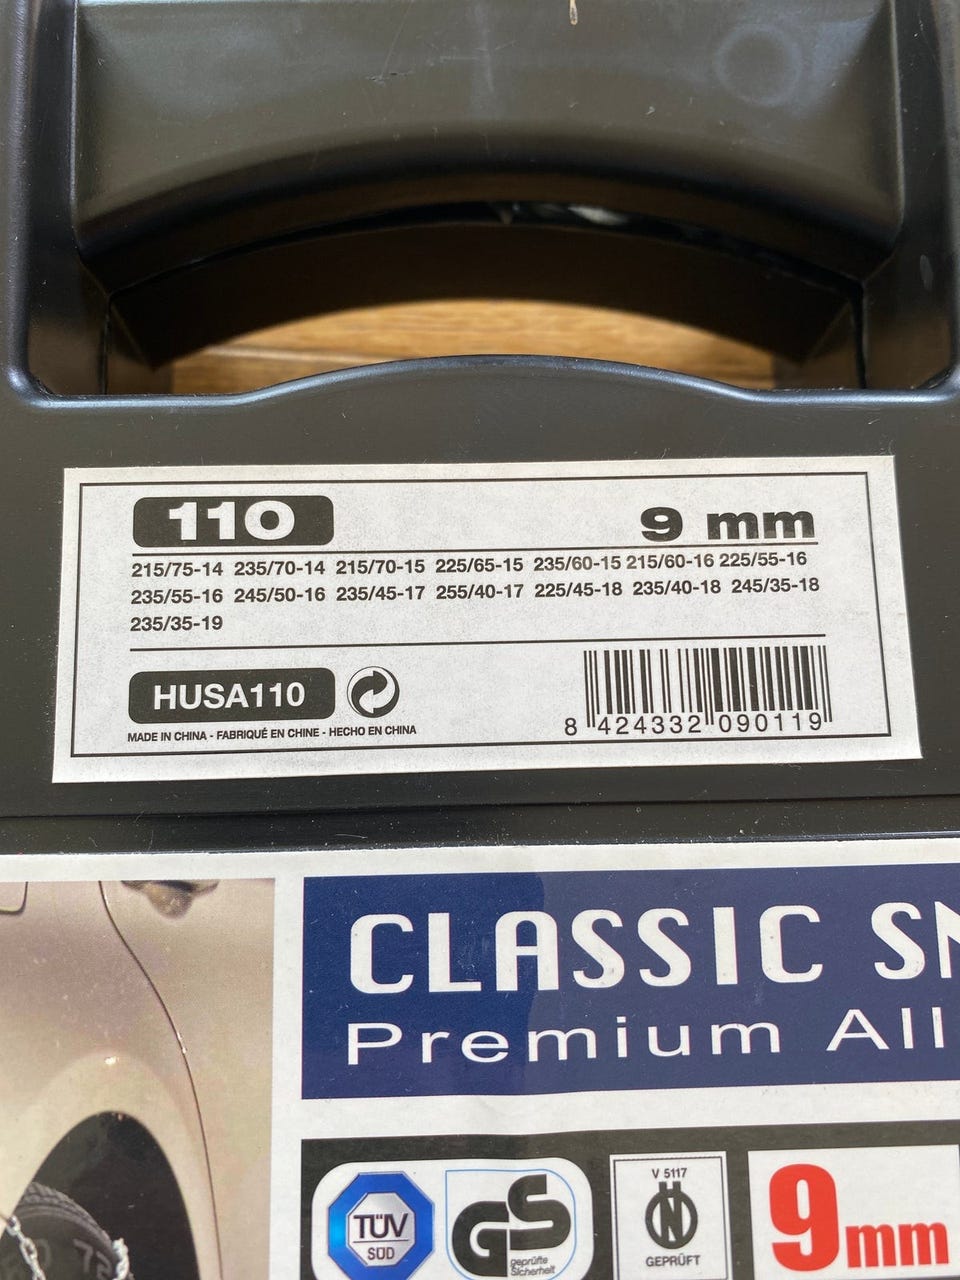 110 9 mm
215/75-14 235/70-14 215/70-15 225/65-15 235/60-15 215/60-16 225/55-16
235/55-16 245/50-16 235/45-17 255/40-17 225/45-18 235/40-18 245/35-18
235/35-19
HUSA110
MADE IN CHINA - FABRIQUÉ EN CHINE - HECHO EN CHINA
8 424332 090119
CLASSIC
Premium All
TÜV
SÜD
GS
geprüfte
Sicherheit
V 5117
GEPRÜFT
9mm